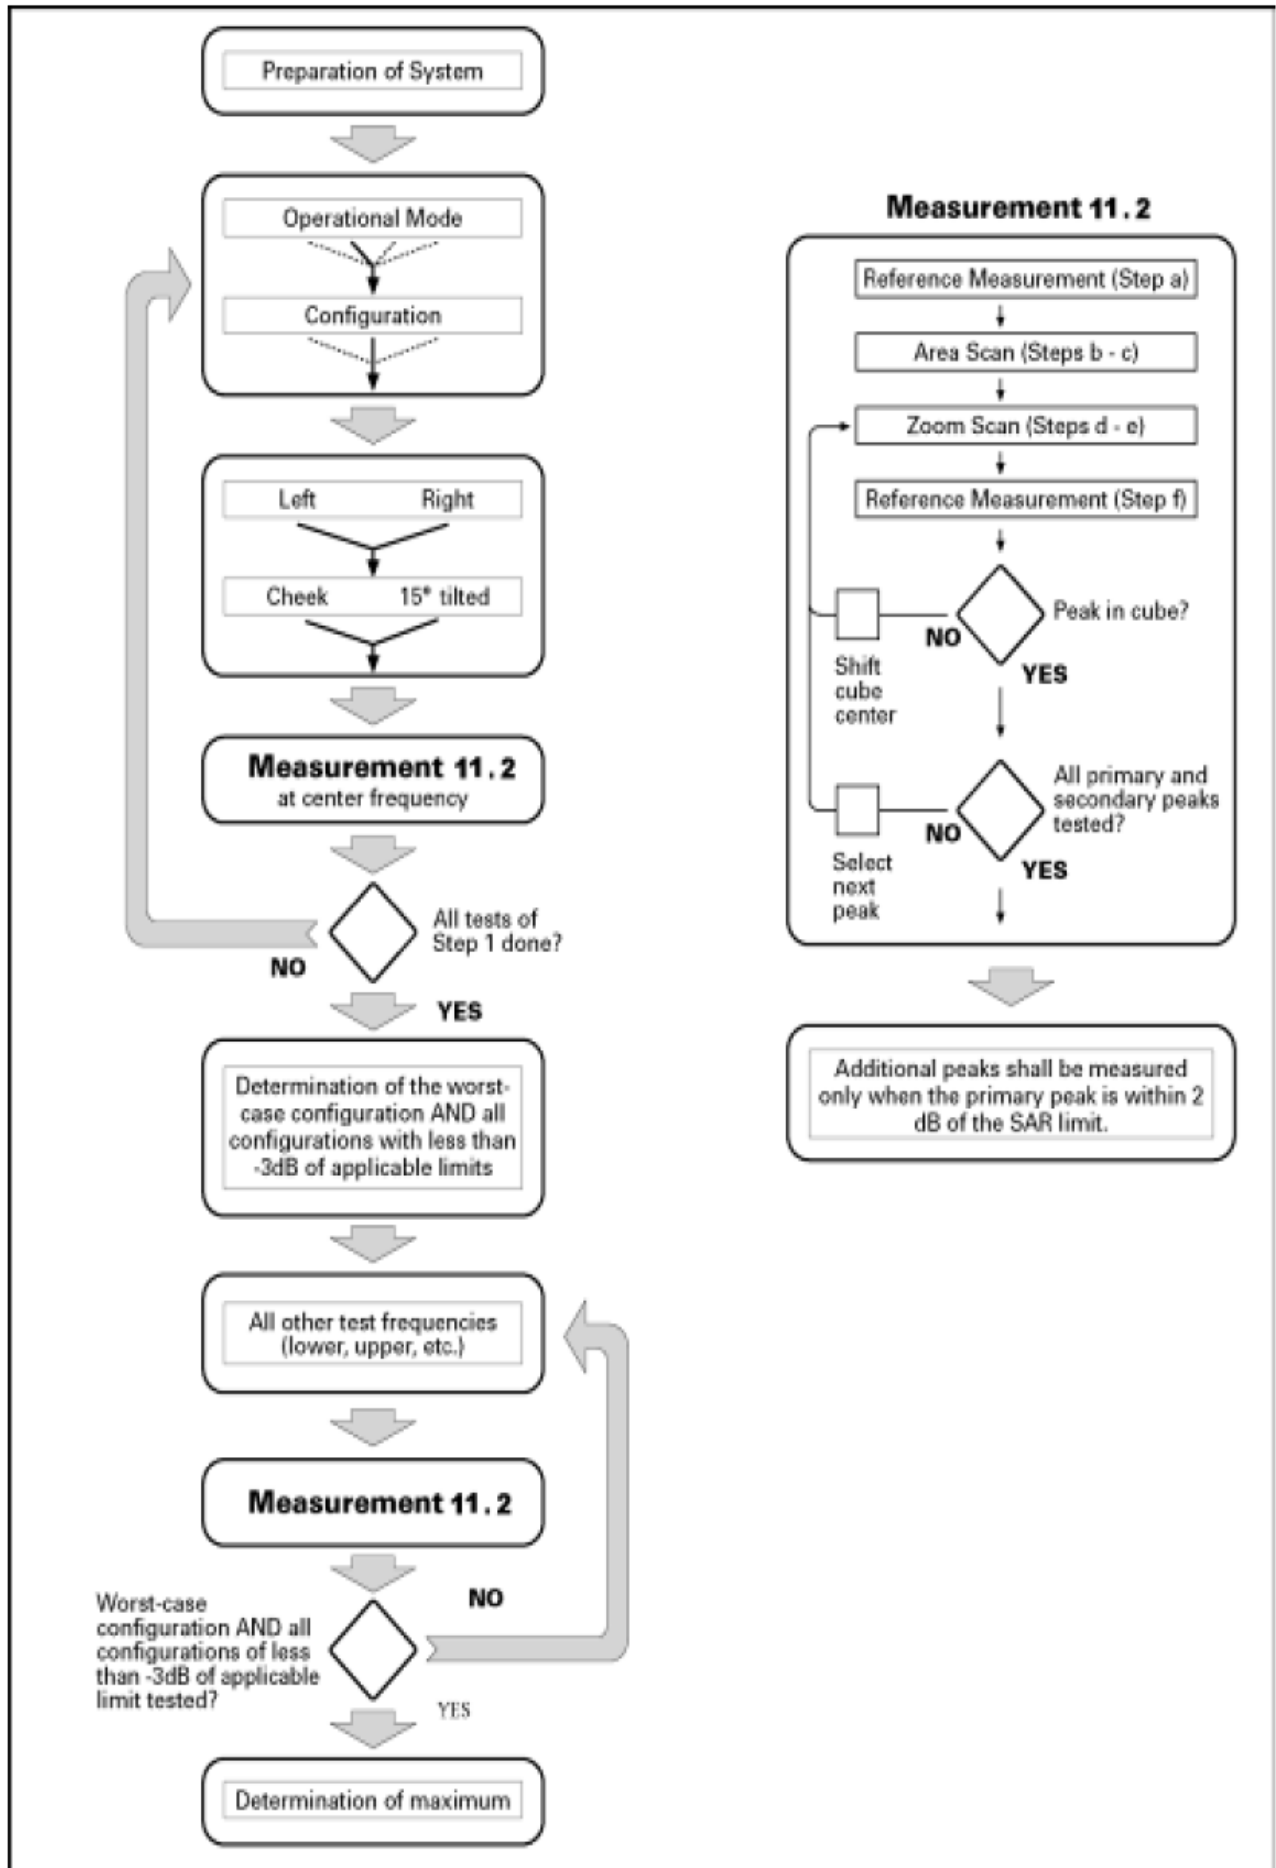 Preparation of System
Operational Mode
Configuration
Left Right
Cheek 15° tilted
Measurement 11.2
at center frequency
All tests of
Step 1 done?
NO
YES
Determination of the worst-
case configuration AND all
configurations with less than
-3dB of applicable limits
All other test frequencies
(lower, upper, etc.)
Measurement 11.2
NO
Worst-case
configuration AND all
configurations of less
than -3dB of applicable
limit tested?
YES
Determination of maximum
Measurement 11.2
Reference Measurement (Step a)
Area Scan (Steps b - c)
Zoom Scan (Steps d - e)
Reference Measurement (Step f)
Peak in cube?
NO
Shift
cube
center
YES
All primary and
secondary peaks
tested?
NO
Select
next
peak
YES
Additional peaks shall be measured
only when the primary peak is within 2
dB of the SAR limit.